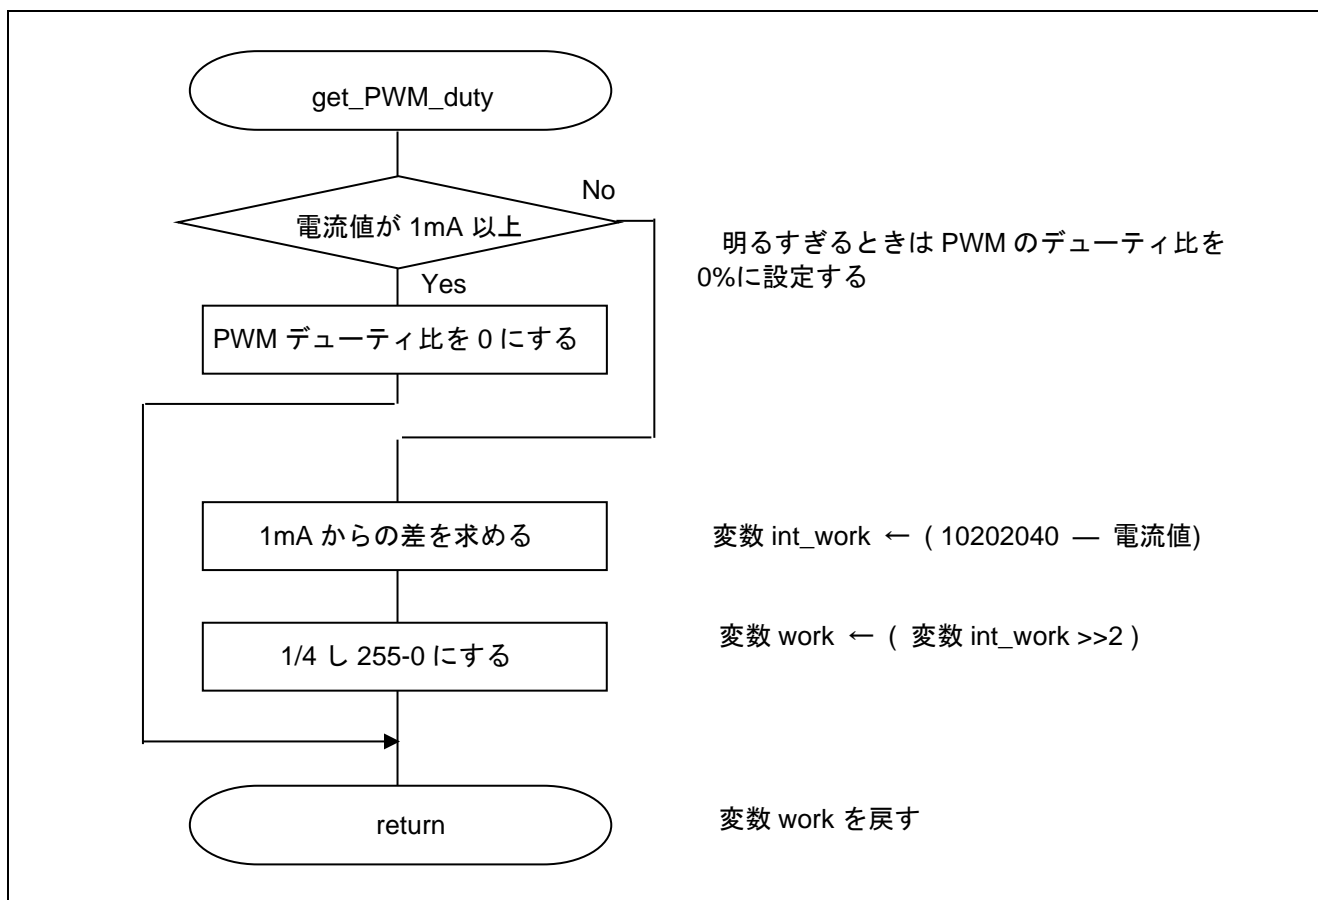 get_PWM_duty
No
電流値が 1mA 以上
明るすぎるときは PWM のデューティ比を
0%に設定する
Yes
PWM デューティ比を 0 にする
1mA からの差を求める
変数 int_work ← ( 10202040 — 電流値)
変数 work ← ( 変数 int_work >>2 )
1/4 し 255-0 にする
return
変数 work を戻す